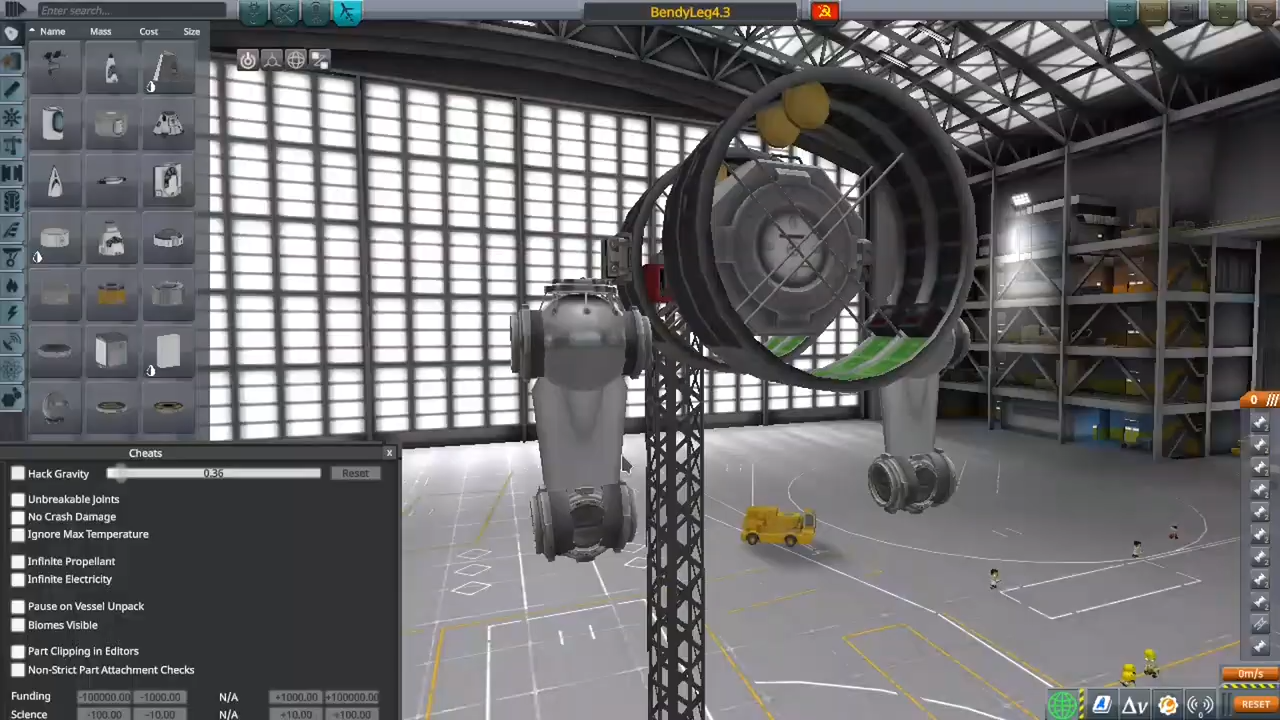 Enter search...
BendyLeg4.3
Name Mass Cost Size
Cheats x
Hack Gravity 0.36 Reset
Unbreakable Joints
No Crash Damage
Ignore Max Temperature
Infinite Propellant
Infinite Electricity
Pause on Vessel Unpack
Biomes Visible
Part Clipping in Editors
Non-Strict Part Attachment Checks
Funding -100000.00 -1000.00 N/A +1000.00 +100000.00
Science -100.00 -10.00 N/A +10.00 +100.00
0
0m/s
Δv
RESET